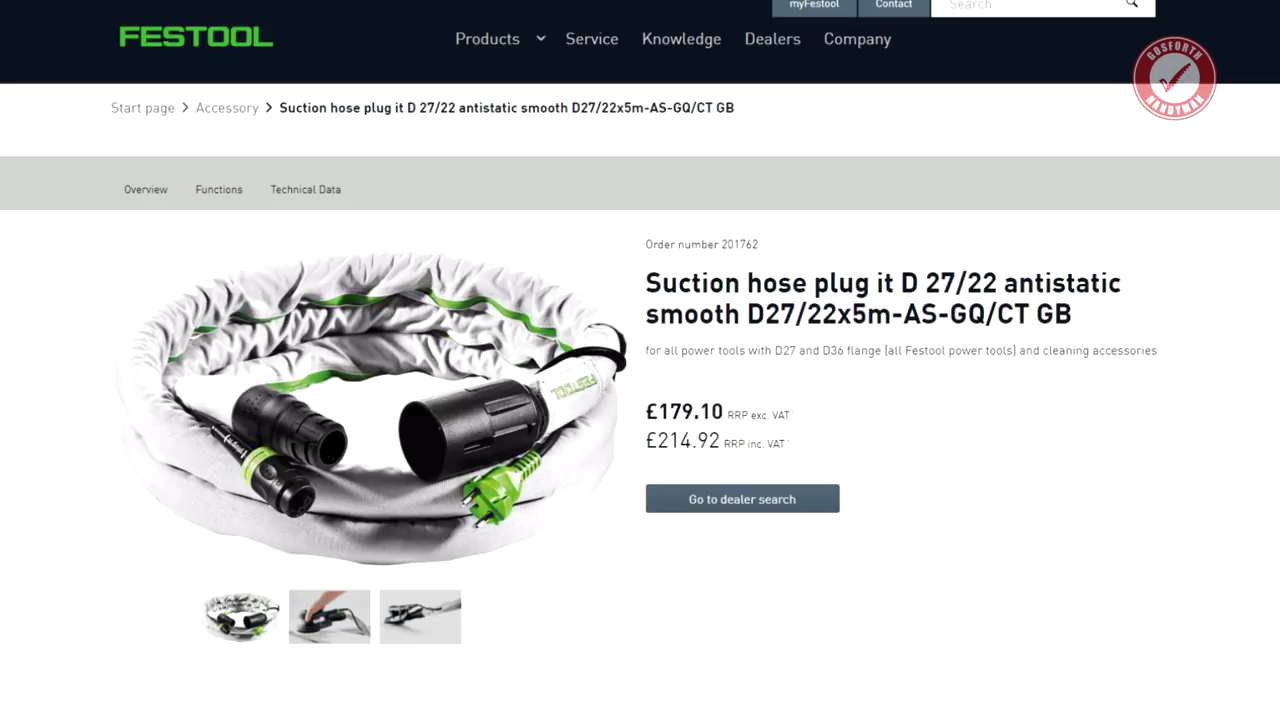 myFestool Contact Search
FESTOOL
Products Service Knowledge Dealers Company
GOSFORTH
HANDYMAN
Start page > Accessory > Suction hose plug it D 27/22 antistatic smooth D27/22x5m-AS-GQ/CT GB
Overview Functions Technical Data
Order number 201762
Suction hose plug it D 27/22 antistatic
smooth D27/22x5m-AS-GQ/CT GB
for all power tools with D27 and D36 flange (all Festool power tools) and cleaning accessories
£179.10 RRP exc. VAT
£214.92 RRP inc. VAT
Go to dealer search
FESTOOL